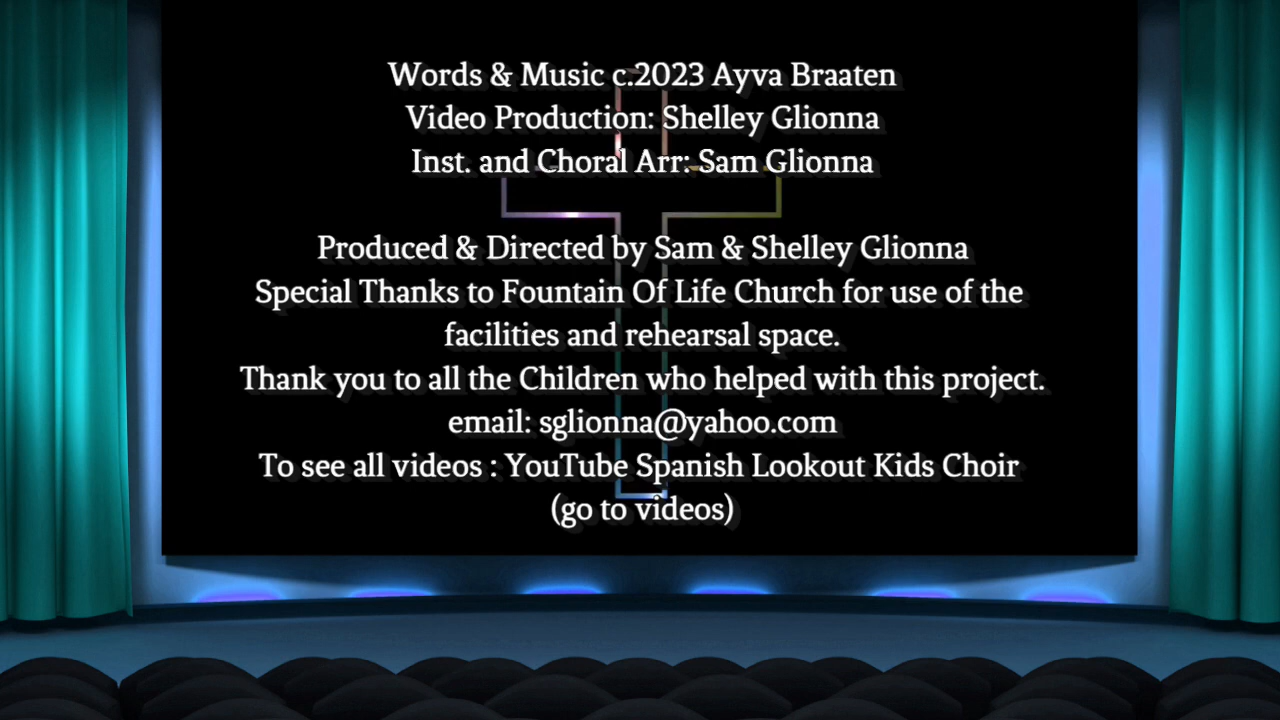 Words & Music c.2023 Ayva Braaten
Video Production: Shelley Glionna
Inst. and Choral Arr: Sam Glionna
Produced & Directed by Sam & Shelley Glionna
Special Thanks to Fountain Of Life Church for use of the
facilities and rehearsal space.
Thank you to all the Children who helped with this project.
email: sglionna@yahoo.com
To see all videos : YouTube Spanish Lookout Kids Choir
(go to videos)